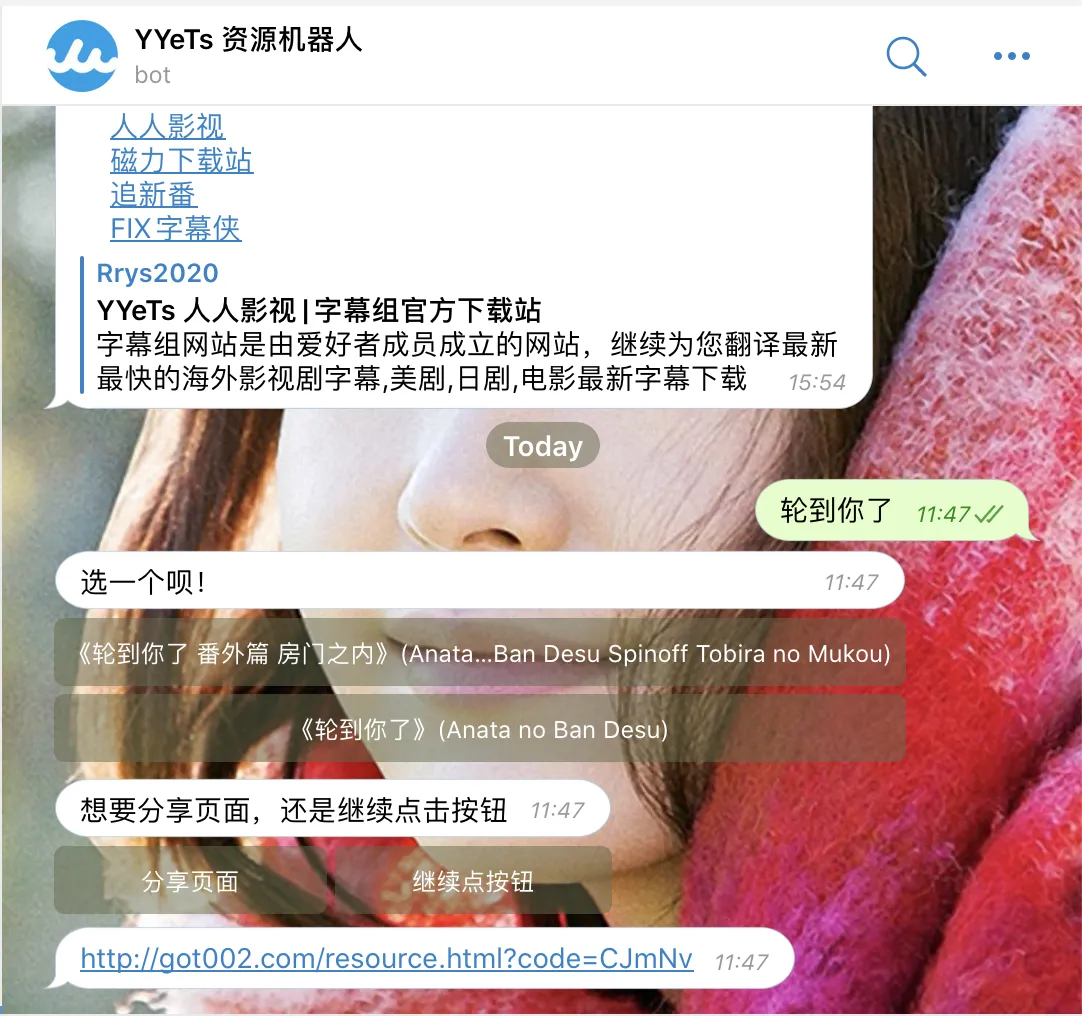 YYeTs 资源机器人
bot
人人影视
磁力下载站
追新番
FIX 字幕侠
Rrys2020
YYeTs 人人影视 | 字幕组官方下载站
字幕组网站是由爱好者成员成立的网站，继续为您翻译最新
最快的海外影视剧字幕,美剧,日剧,电影最新字幕下载 15:54
Today
轮到你了 11:47
选一个呗！ 11:47
《轮到你了 番外篇 房门之内》(Anata...Ban Desu Spinoff Tobira no Mukou)
《轮到你了》(Anata no Ban Desu)
想要分享页面，还是继续点击按钮 11:47
分享页面 继续点按钮
http://got002.com/resource.html?code=CJmNv 11:47